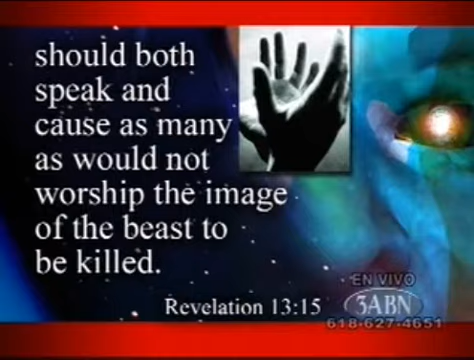 should both
speak and
cause as many
as would not
worship the image
of the beast to
be killed.
Revelation 13:15
EN VIVO
3ABN
618-627-4651